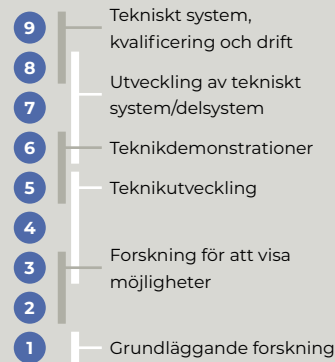 9
Tekniskt system,
kvalificering och drift
8
Utveckling av tekniskt
7
system/delsystem
6
Teknikdemonstrationer
5
Teknikutveckling
4
Forskning för att visa
3
möjligheter
2
1
Grundläggande forskning